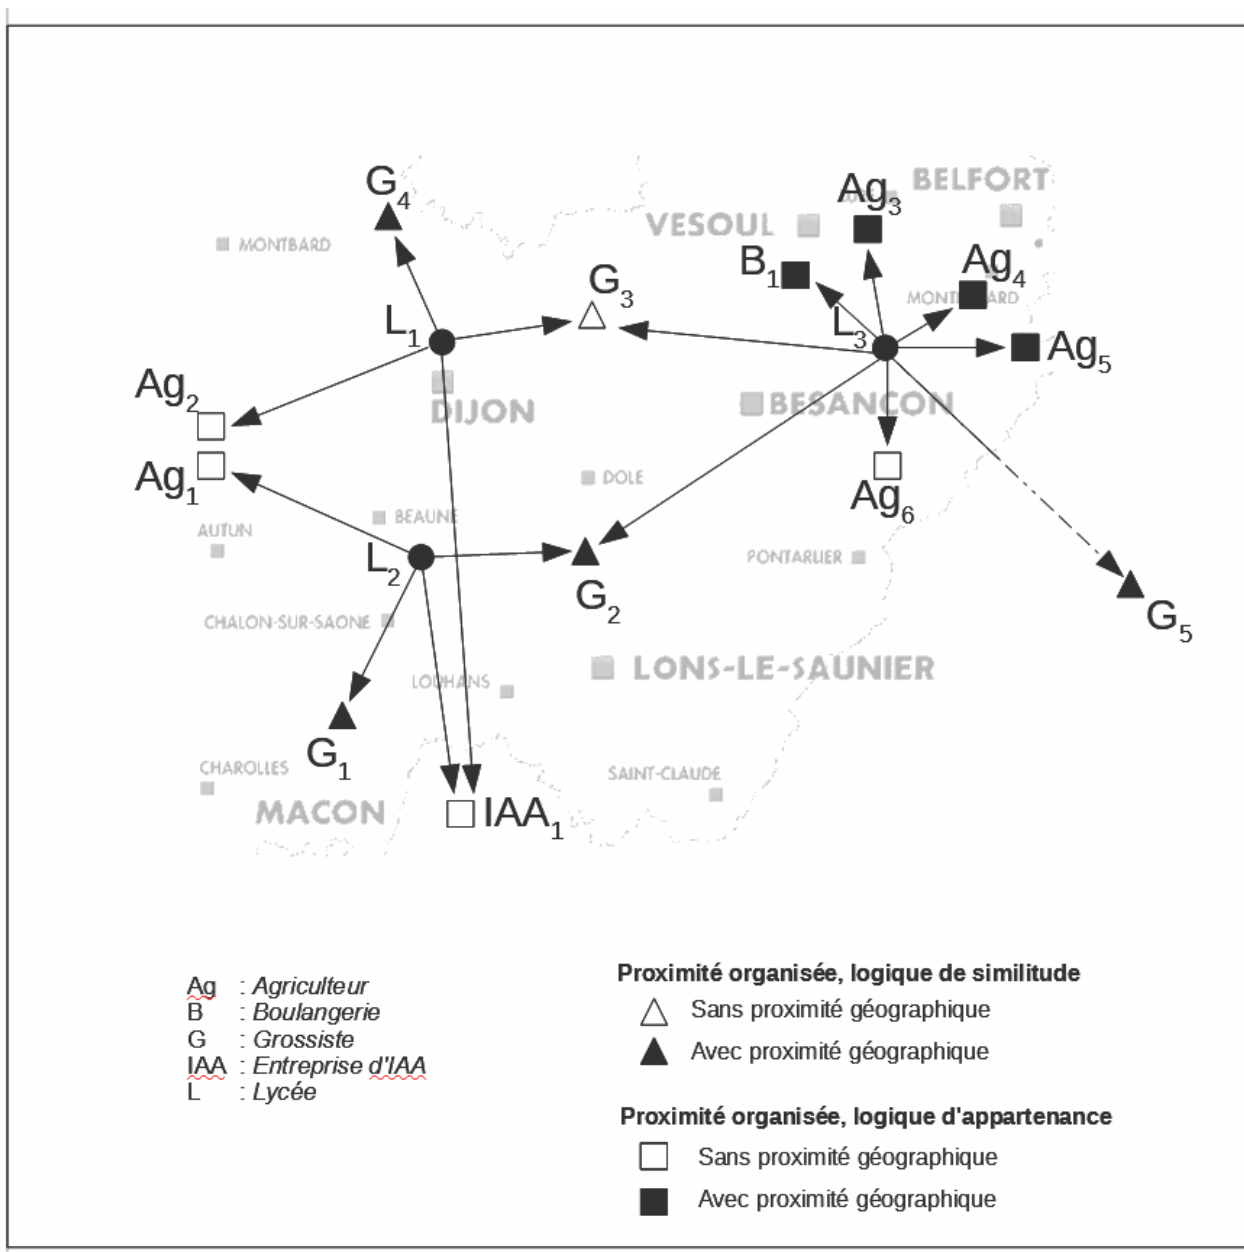 G4
BELFORT
Ag3
VESOUL
MONTBARD
B1
Ag4
G3
L1
L3
Ag5
Ag2
DIJON
BESANCON
Ag1
DOLE
Ag6
BEAUNE
AUTUN
L2
PONTARLIER
G2
G5
CHALON-SUR-SAONE
LONS-LE-SAUNIER
LOUHANS
G1
CHAROLLES
SAINT-CLAUDE
MACON
IAA1
Ag : Agriculteur
B : Boulangerie
G : Grossiste
IAA : Entreprise d'IAA
L : Lycée
Proximité organisée, logique de similitude
Sans proximité géographique
Avec proximité géographique
Proximité organisée, logique d'appartenance
Sans proximité géographique
Avec proximité géographique